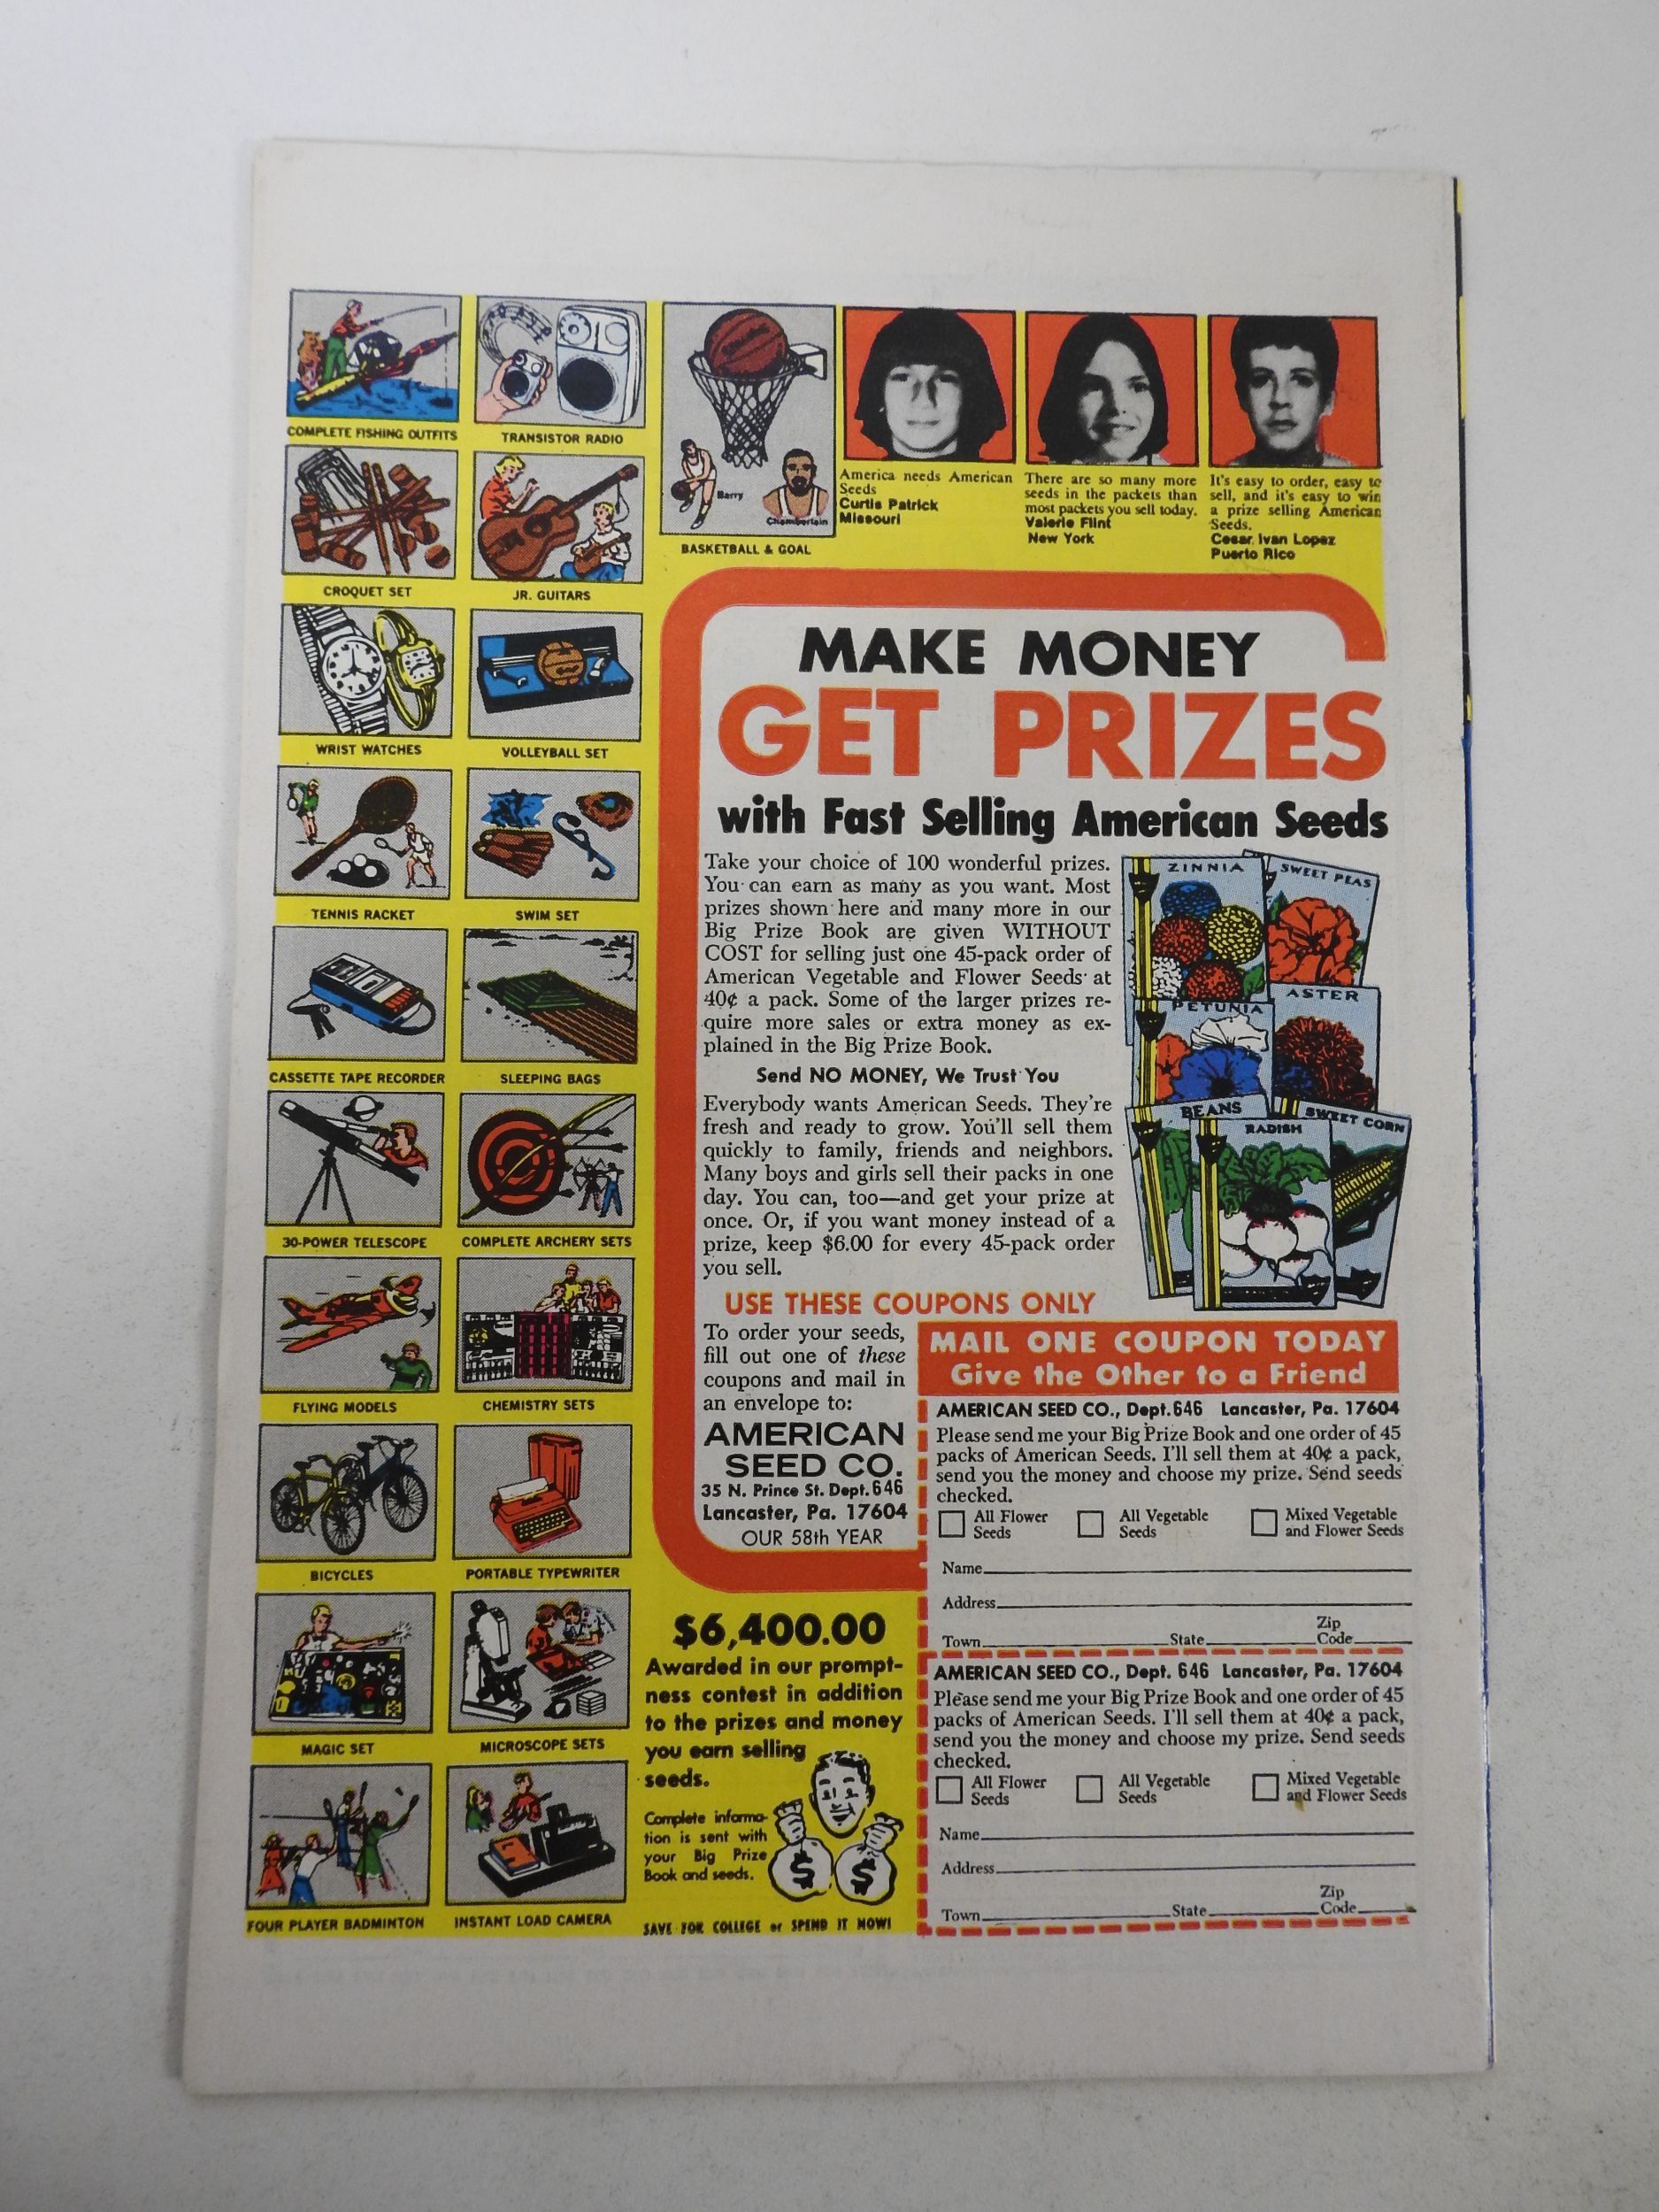 COMPLETE FISHING OUTFITS
TRANSISTOR RADIO
CROQUET SET
JR. GUITARS
WRIST WATCHES
VOLLEYBALL SET
TENNIS RACKET
SWIM SET
CASSETTE TAPE RECORDER
SLEEPING BAGS
30-POWER TELESCOPE
COMPLETE ARCHERY SETS
FLYING MODELS
CHEMISTRY SETS
BICYCLES
PORTABLE TYPEWRITER
MAGIC SET
MICROSCOPE SETS
FOUR PLAYER BADMINTON
INSTANT LOAD CAMERA
Barry
Chamberlain
BASKETBALL & GOAL
America needs American
Seeds
Curtis Patrick
Missouri
There are so many more
seeds in the packets than
most packets you sell today.
Valerie Flint
New York
It's easy to order, easy to
sell, and it's easy to win
a prize selling American
Seeds.
Cesar Ivan Lopez
Puerto Rico
MAKE MONEY
GET PRIZES
with Fast Selling American Seeds
Take your choice of 100 wonderful prizes.
You can earn as many as you want. Most
prizes shown here and many more in our
Big Prize Book are given WITHOUT
COST for selling just one 45-pack order of
American Vegetable and Flower Seeds at
40¢ a pack. Some of the larger prizes re-
quire more sales or extra money as ex-
plained in the Big Prize Book.
Send NO MONEY, We Trust You
Everybody wants American Seeds. They're
fresh and ready to grow. You'll sell them
quickly to family, friends and neighbors.
Many boys and girls sell their packs in one
day. You can, too—and get your prize at
once. Or, if you want money instead of a
prize, keep $6.00 for every 45-pack order
you sell.
ZINNIA
SWEET PEAS
PETUNIA
ASTER
BEANS
RADISH
SWEET CORN
USE THESE COUPONS ONLY
To order your seeds,
fill out one of these
coupons and mail in
an envelope to:
AMERICAN
SEED CO.
35 N. Prince St. Dept. 646
Lancaster, Pa. 17604
OUR 58th YEAR
$6,400.00
Awarded in our prompt-
ness contest in addition
to the prizes and money
you earn selling
seeds.
Complete informa-
tion is sent with
your Big Prize
Book and seeds.
$ $
SAVE FOR COLLEGE or SPEND IT NOW!
MAIL ONE COUPON TODAY
Give the Other to a Friend
AMERICAN SEED CO., Dept. 646 Lancaster, Pa. 17604
Please send me your Big Prize Book and one order of 45
packs of American Seeds. I'll sell them at 40¢ a pack,
send you the money and choose my prize. Send seeds
checked.
All Flower Seeds
All Vegetable Seeds
Mixed Vegetable and Flower Seeds
Name
Address
Town State Zip Code
AMERICAN SEED CO., Dept. 646 Lancaster, Pa. 17604
Please send me your Big Prize Book and one order of 45
packs of American Seeds. I'll sell them at 40¢ a pack,
send you the money and choose my prize. Send seeds
checked.
All Flower Seeds
All Vegetable Seeds
Mixed Vegetable and Flower Seeds
Name
Address
Town State Zip Code